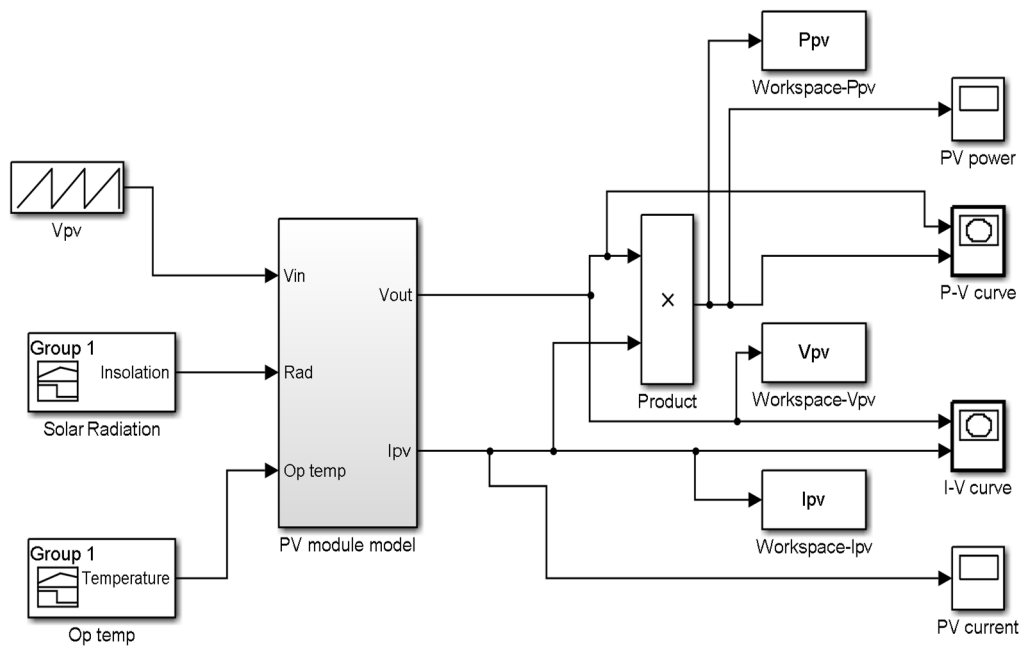 Ppv
Workspace-Ppv
PV power
Vpv
Vin
Vout
P-V curve
×
Group 1
Insolation
Solar Radiation
Rad
Vpv
Workspace-Vpv
Product
Ipv
Op temp
PV module model
I-V curve
Ipv
Workspace-Ipv
Group 1
Temperature
Op temp
PV current